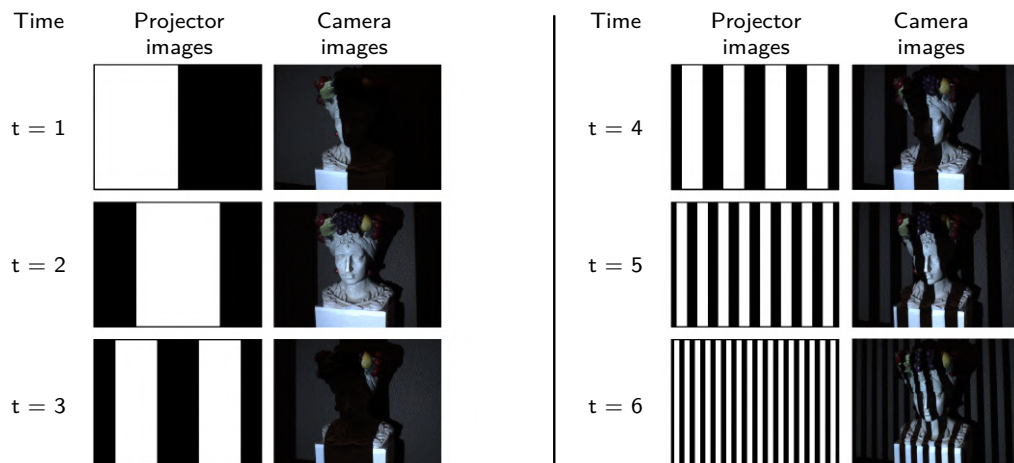 Time Projector Camera
images images
t = 1
t = 2
t = 3
Time Projector Camera
images images
t = 4
t = 5
t = 6